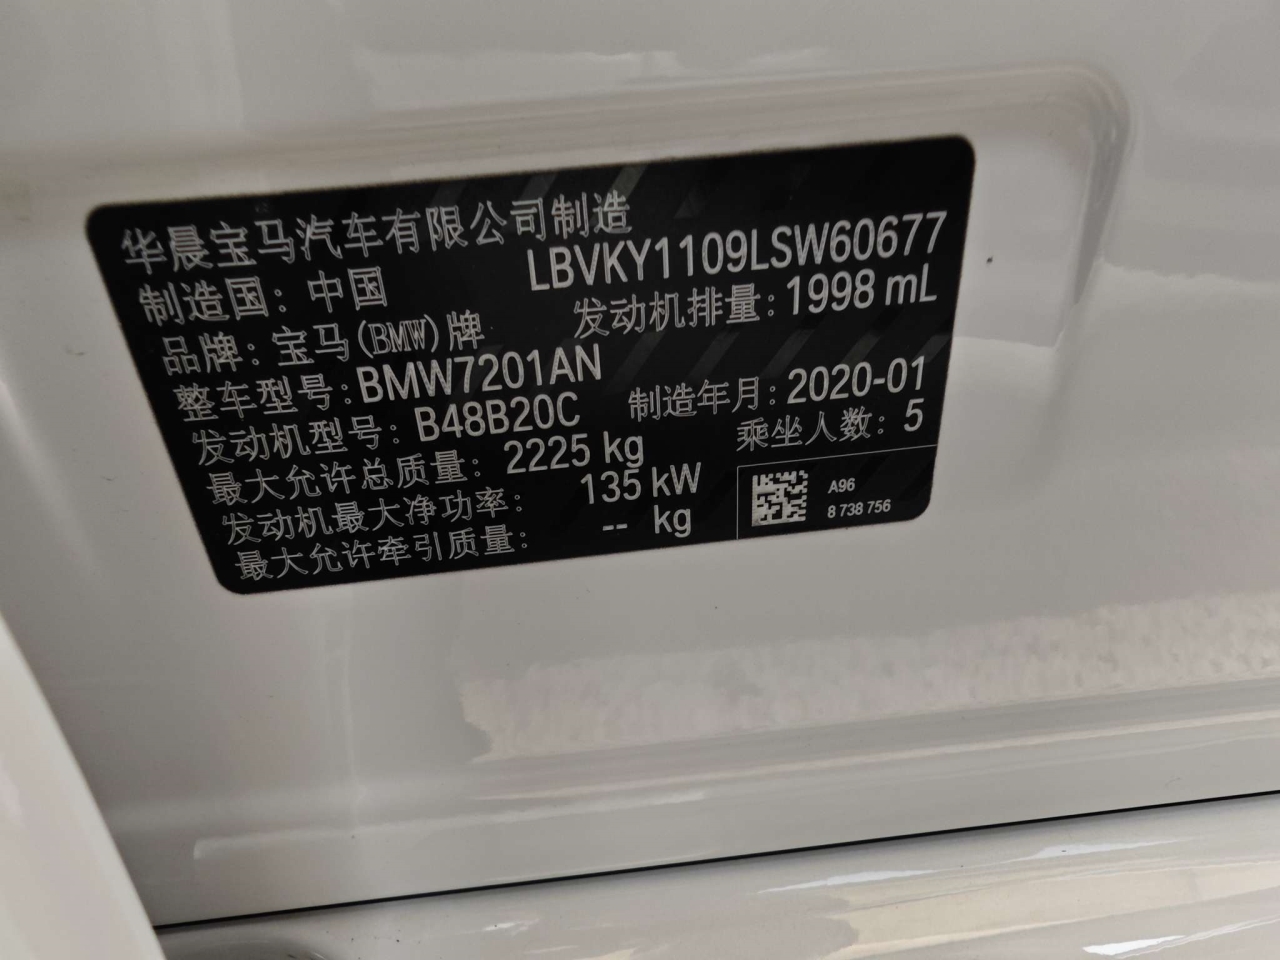 华晨宝马汽车有限公司制造
制造国：中国 LBVKY1109LSW60677
品牌：宝马(BMW)牌 发动机排量：1998 mL
整车型号：BMW7201AN
发动机型号：B48B20C 制造年月：2020-01
最大允许总质量：2225 kg 乘坐人数：5
发动机最大净功率：135 kW
最大允许牵引质量：-- kg
A96
8 738 756